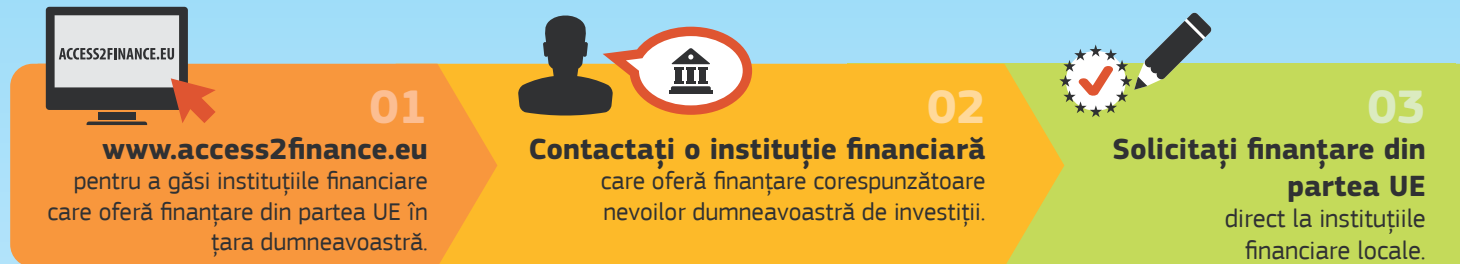 ACCESS2FINANCE.EU
01
www.access2finance.eu
pentru a găsi instituțiile financiare
care oferă finanțare din partea UE în
țara dumneavoastră.
02
Contactați o instituție financiară
care oferă finanțare corespunzătoare
nevoilor dumneavoastră de investiții.
03
Solicitați finanțare din
partea UE
direct la instituțiile
financiare locale.